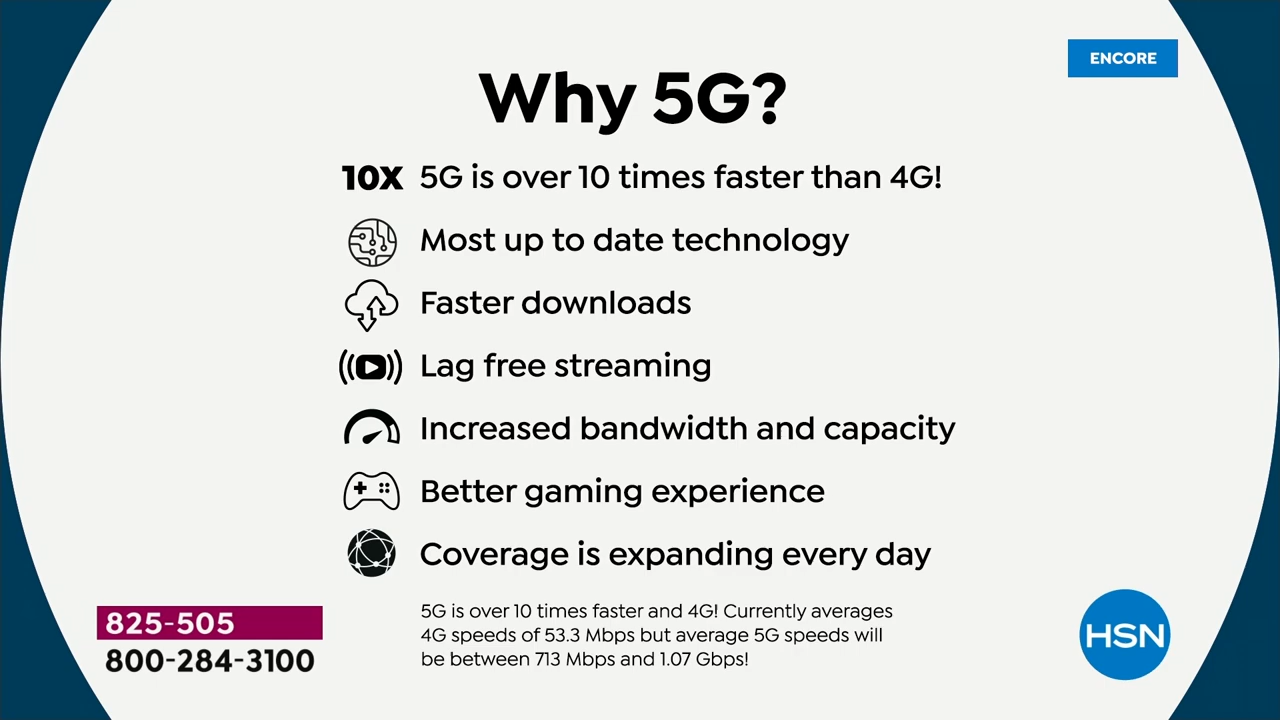 ENCORE
Why 5G?
10X 5G is over 10 times faster than 4G!
Most up to date technology
Faster downloads
Lag free streaming
Increased bandwidth and capacity
Better gaming experience
Coverage is expanding every day
5G is over 10 times faster and 4G! Currently averages
4G speeds of 53.3 Mbps but average 5G speeds will
be between 713 Mbps and 1.07 Gbps!
825-505
800-284-3100
HSN